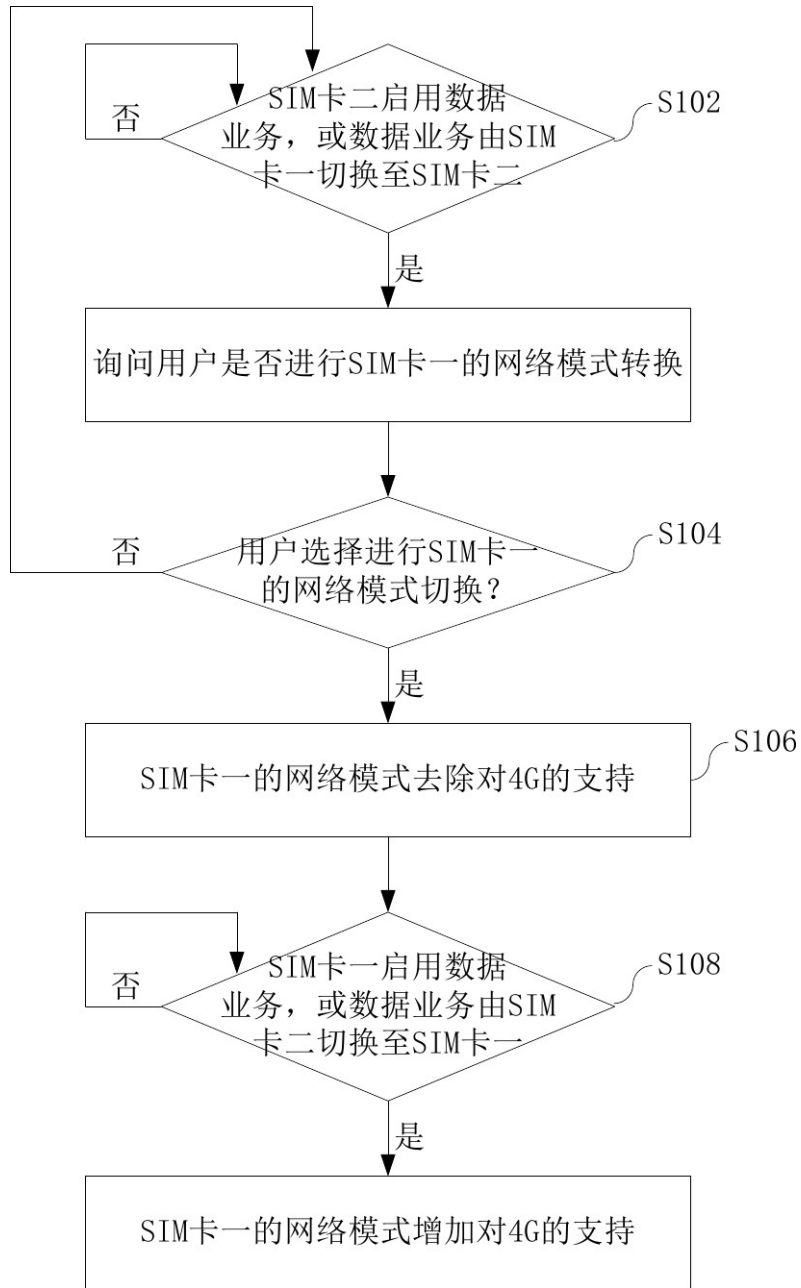 SIM卡二启用数据
业务，或数据业务由SIM
卡一切换至SIM卡二
S102
否
是
询问用户是否进行SIM卡一的网络模式转换
用户选择进行SIM卡一
的网络模式切换？
S104
否
是
SIM卡一的网络模式去除对4G的支持
S106
SIM卡一启用数据
业务，或数据业务由SIM
卡二切换至SIM卡一
S108
否
是
SIM卡一的网络模式增加对4G的支持